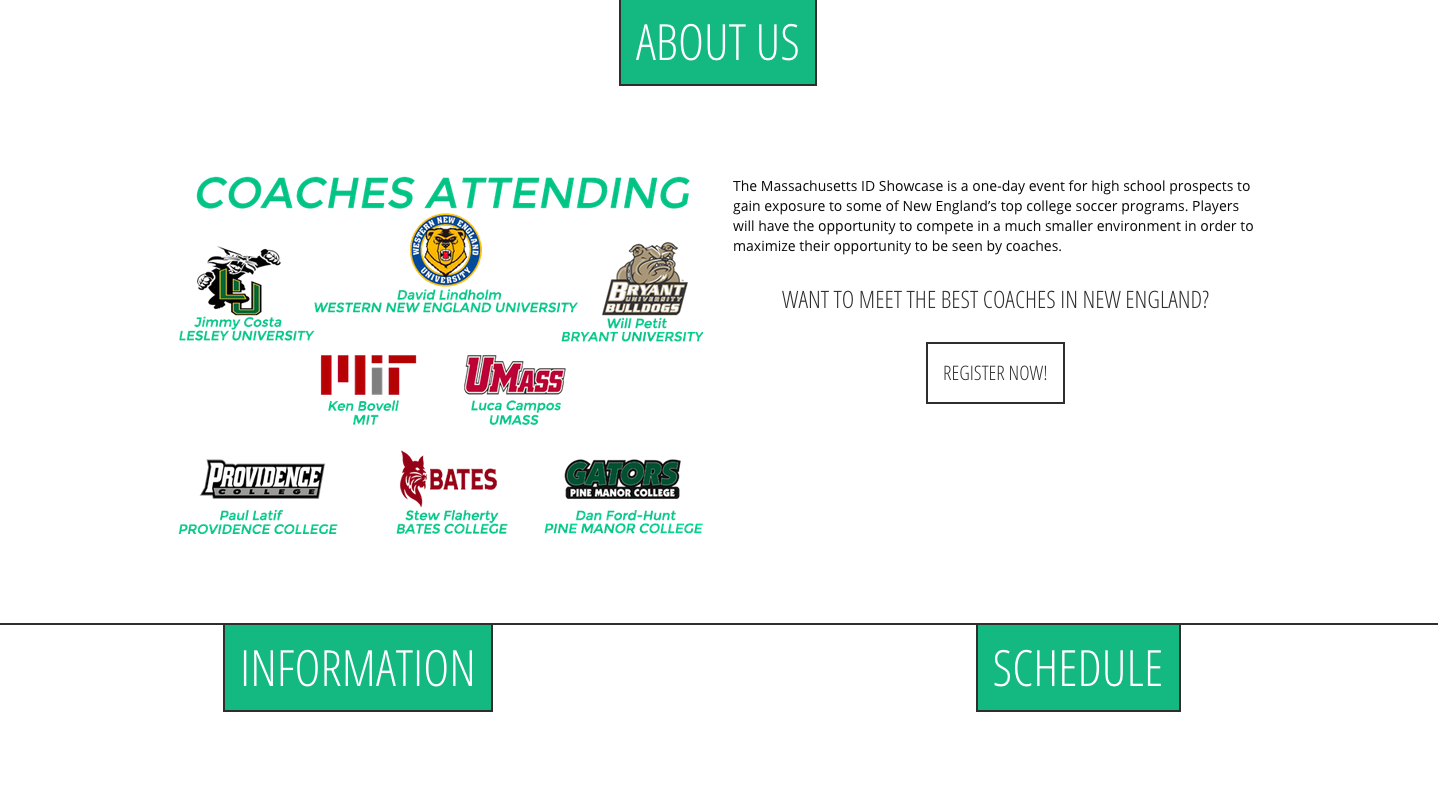 ABOUT US
COACHES ATTENDING
WESTERN NEW ENGLAND
UNIVERSITY
David Lindholm
WESTERN NEW ENGLAND UNIVERSITY
LU
Jimmy Costa
LESLEY UNIVERSITY
BRYANT
UNIVERSITY
BULLDOGS
Will Petit
BRYANT UNIVERSITY
MiT
Ken Bovell
MIT
UMASS
Luca Campos
UMASS
PROVIDENCE
COLLEGE
Paul Latif
PROVIDENCE COLLEGE
BATES
Stew Flaherty
BATES COLLEGE
GATORS
PINE MANOR COLLEGE
Dan Ford-Hunt
PINE MANOR COLLEGE
The Massachusetts ID Showcase is a one-day event for high school prospects to
gain exposure to some of New England’s top college soccer programs. Players
will have the opportunity to compete in a much smaller environment in order to
maximize their opportunity to be seen by coaches.
WANT TO MEET THE BEST COACHES IN NEW ENGLAND?
REGISTER NOW!
INFORMATION
SCHEDULE